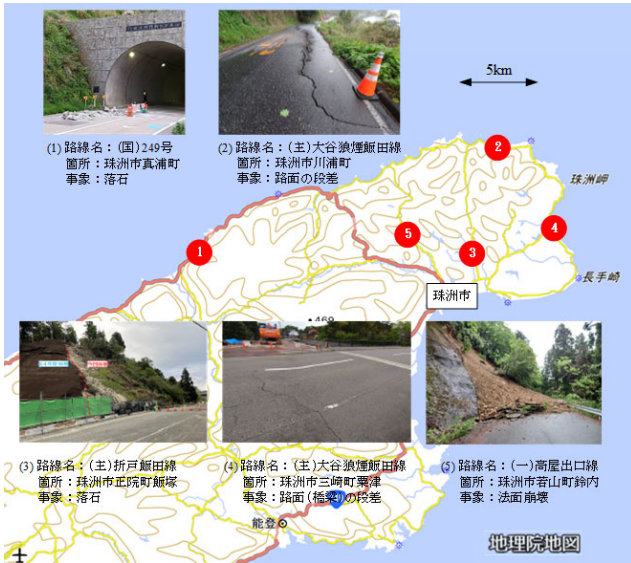 5km
(1) 路線名：(国)249号
箇所：珠洲市真浦町
事象：落石
(2) 路線名：(主)大谷狼煙飯田線
箇所：珠洲市川浦町
事象：路面の段差
2
珠洲岬
4
5
1
3
長手崎
珠洲市
469
(3) 路線名：(主)折戸飯田線
箇所：珠洲市正院町飯塚
事象：落石
(4) 路線名：(主)大谷狼煙飯田線
箇所：珠洲市三崎町粟津
事象：路面(橋梁)の段差
(5) 路線名：(一)高屋出口線
箇所：珠洲市若山町鈴内
事象：法面崩壊
能登
地理院地図